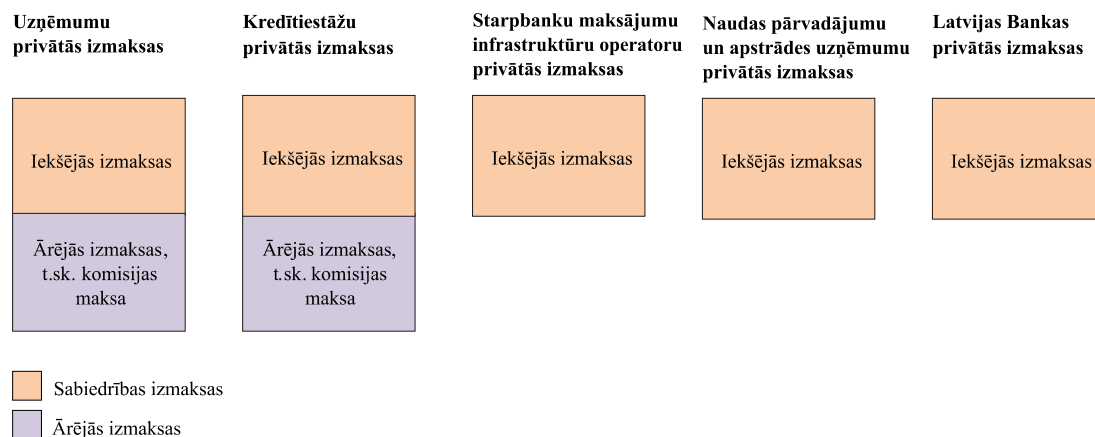 Uzņēmumu
privātās izmaksas
Kredītiestāžu
privātās izmaksas
Starpbanku maksājumu
infrastruktūru operatoru
privātās izmaksas
Naudas pārvadājumu
un apstrādes uzņēmumu
privātās izmaksas
Latvijas Bankas
privātās izmaksas
Iekšējās izmaksas
Iekšējās izmaksas
Iekšējās izmaksas
Iekšējās izmaksas
Iekšējās izmaksas
Ārējās izmaksas,
t.sk. komisijas
maksa
Ārējās izmaksas,
t.sk. komisijas
maksa
Sabiedrības izmaksas
Ārējās izmaksas